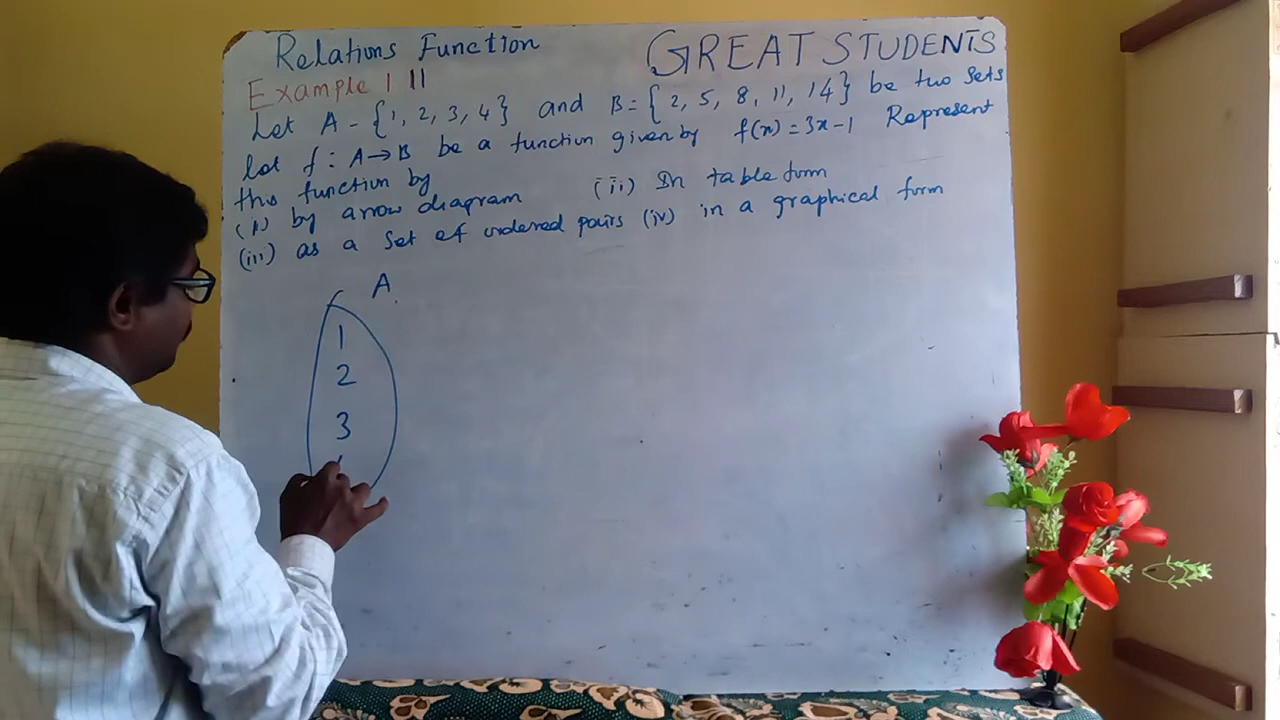 Relations Function
GREAT STUDENTS
Example 1 11
Let A - {1, 2, 3, 4} and B = {2, 5, 8, 11, 14} be two sets
let f : A → B be a function given by f(x) = 3x - 1 Represent
this function by
(i) by arrow diagram (ii) In table form
(iii) as a set of ordered pairs (iv) in a graphical form
A
1
2
3